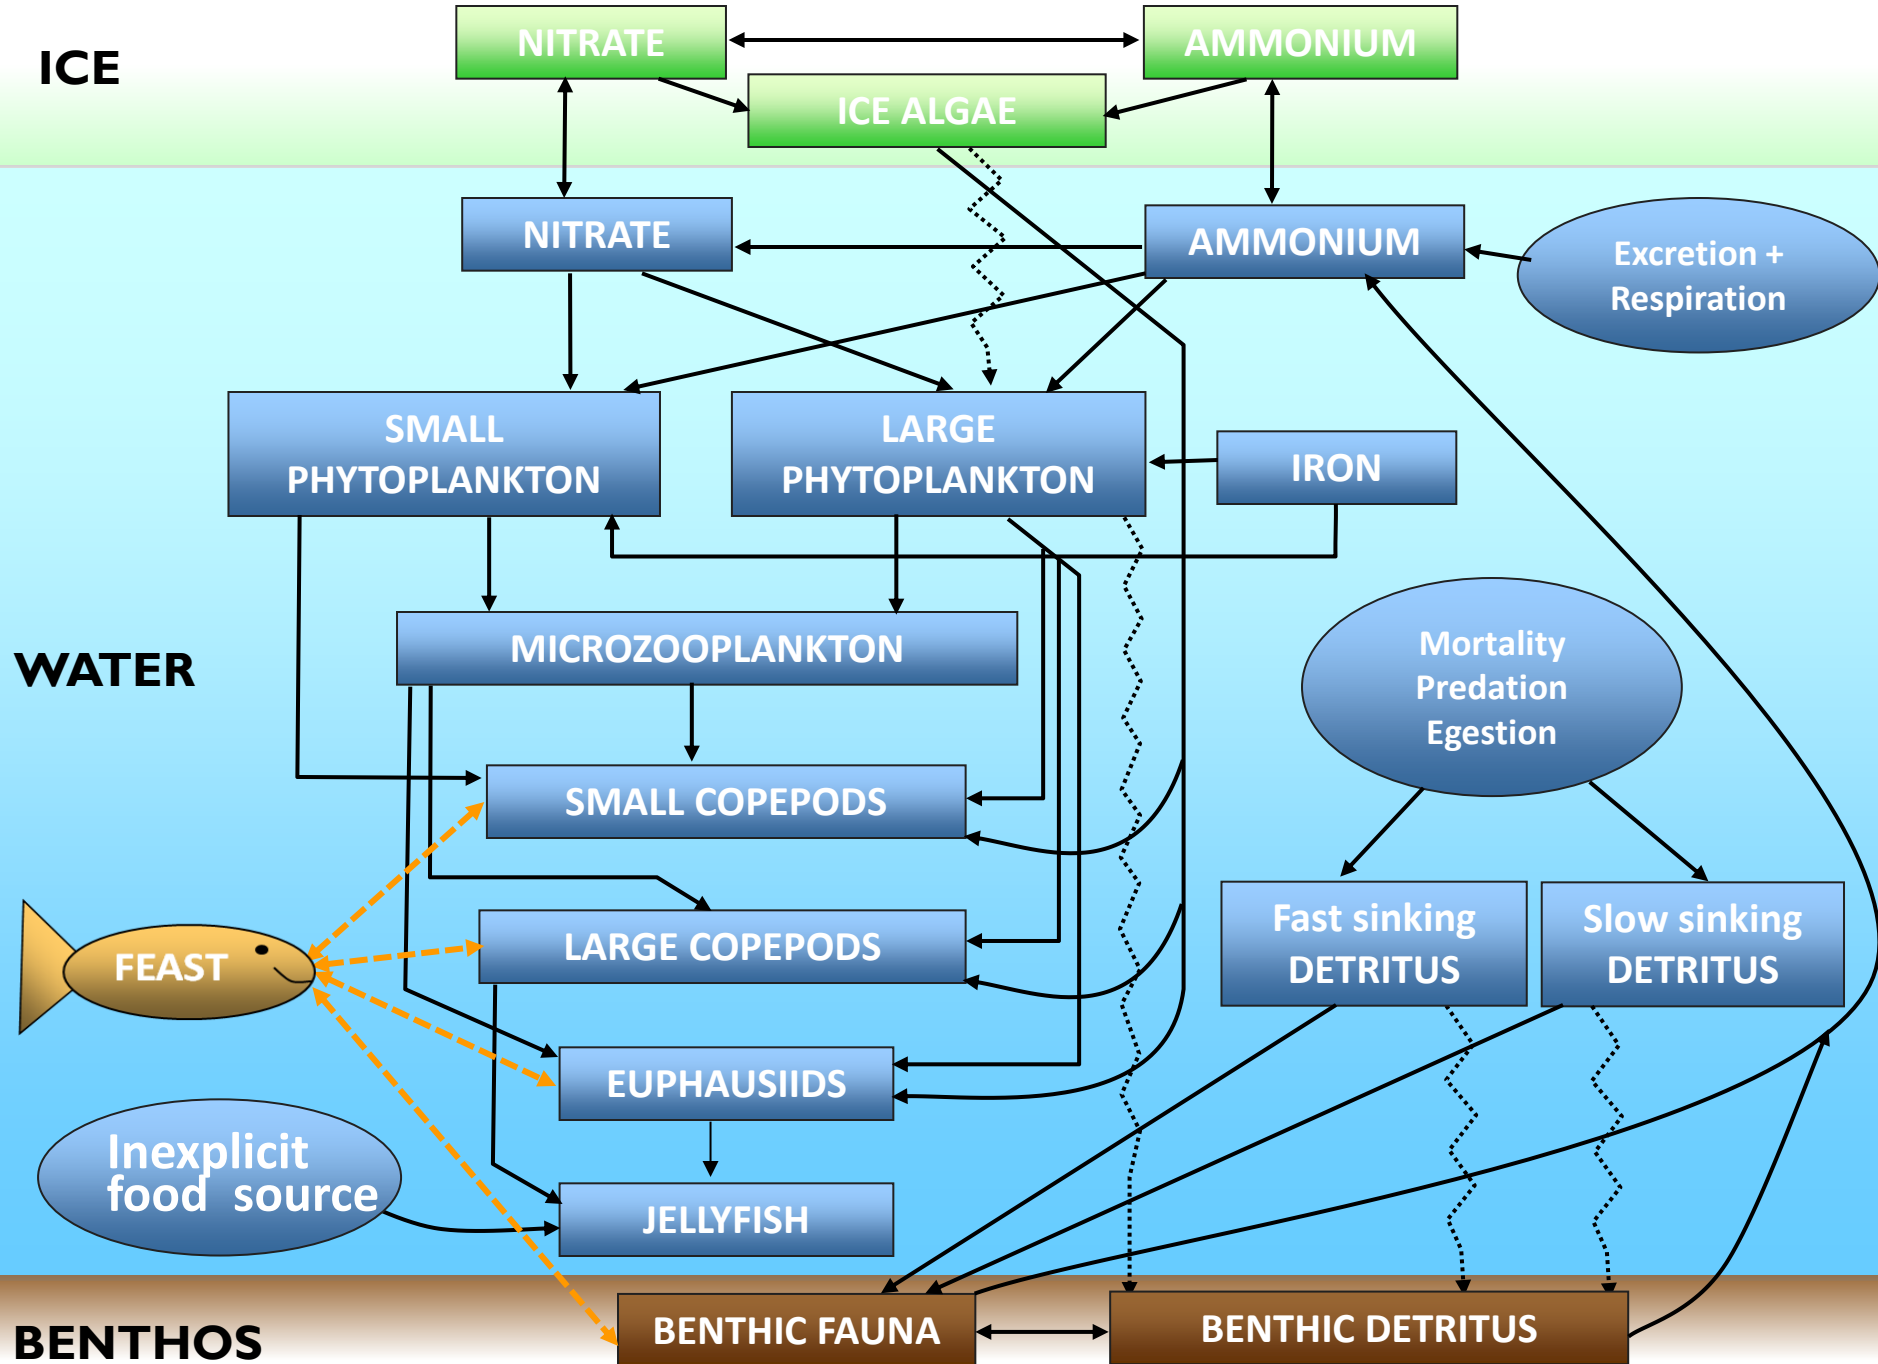 ICE
NITRATE
AMMONIUM
ICE ALGAE
NITRATE
AMMONIUM
Excretion +
Respiration
SMALL
PHYTOPLANKTON
LARGE
PHYTOPLANKTON
IRON
WATER
MICROZOOPLANKTON
Mortality
Predation
Egestion
SMALL COPEPODS
FEAST
LARGE COPEPODS
Fast sinking
DETRITUS
Slow sinking
DETRITUS
EUPHAUSIIDS
Inexplicit
food source
JELLYFISH
BENTHOS
BENTHIC FAUNA
BENTHIC DETRITUS